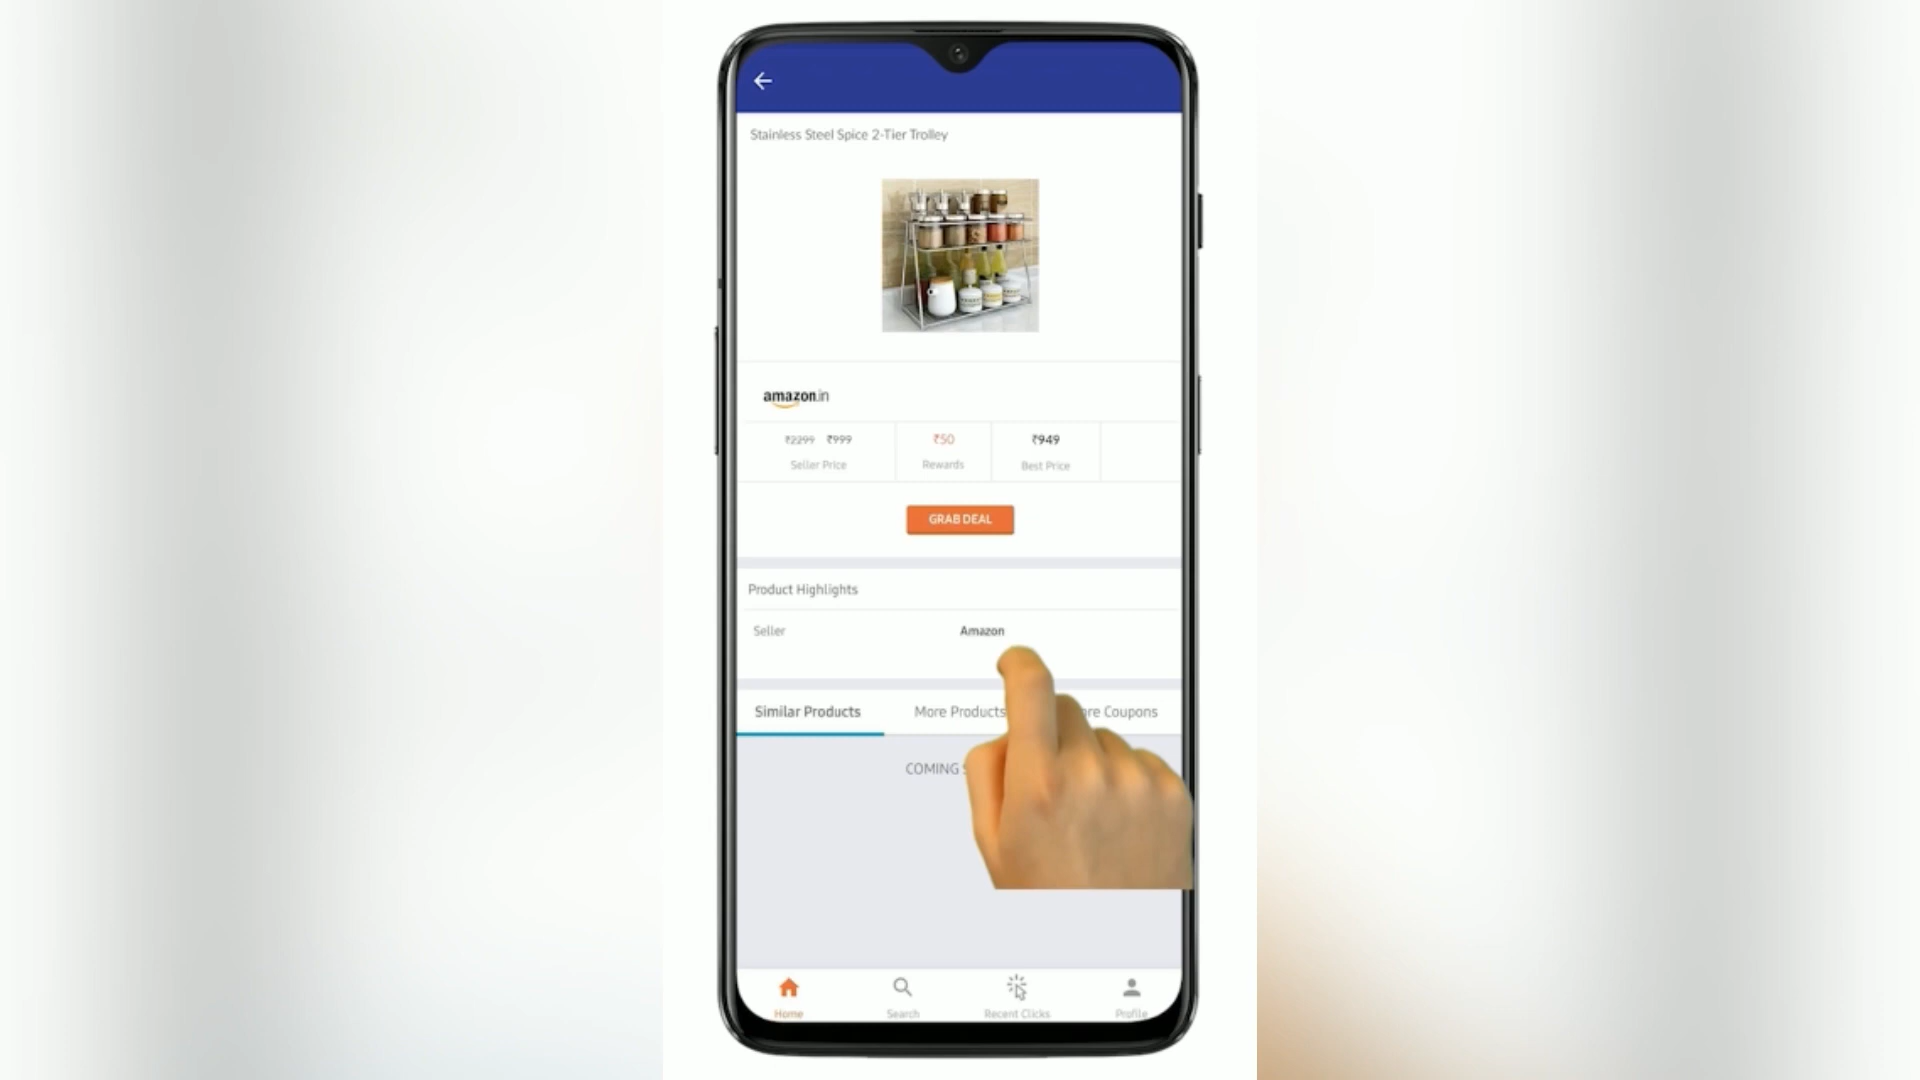 Stainless Steel Spice 2-Tier Trolley
amazon.in
₹2299 ₹999
₹50
₹949
Seller Price
Rewards
Best Price
GRAB DEAL
Product Highlights
Seller
Amazon
Similar Products
More Products
Coupons
COMING
Home
Search
Recent Clicks
Profile